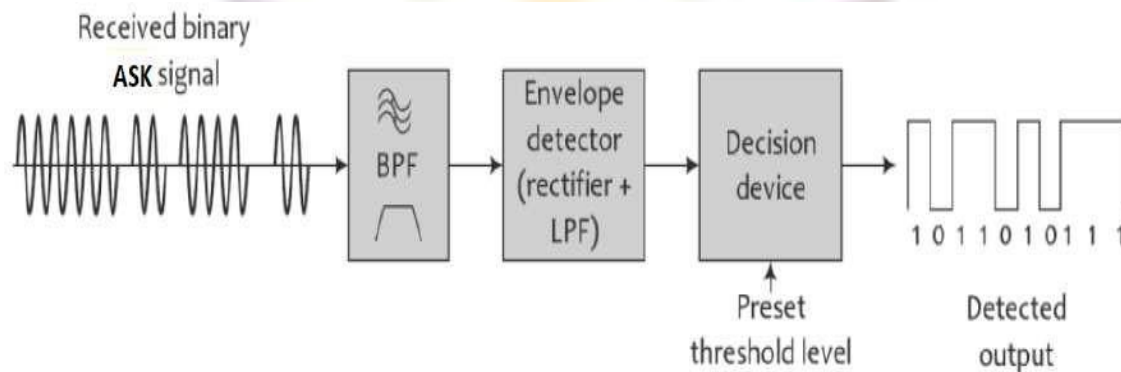 Received binary
ASK signal
BPF
Envelope
detector
(rectifier +
LPF)
Decision
device
Preset
threshold level
1 0 1 1 0 1 0 1 1 1
Detected
output